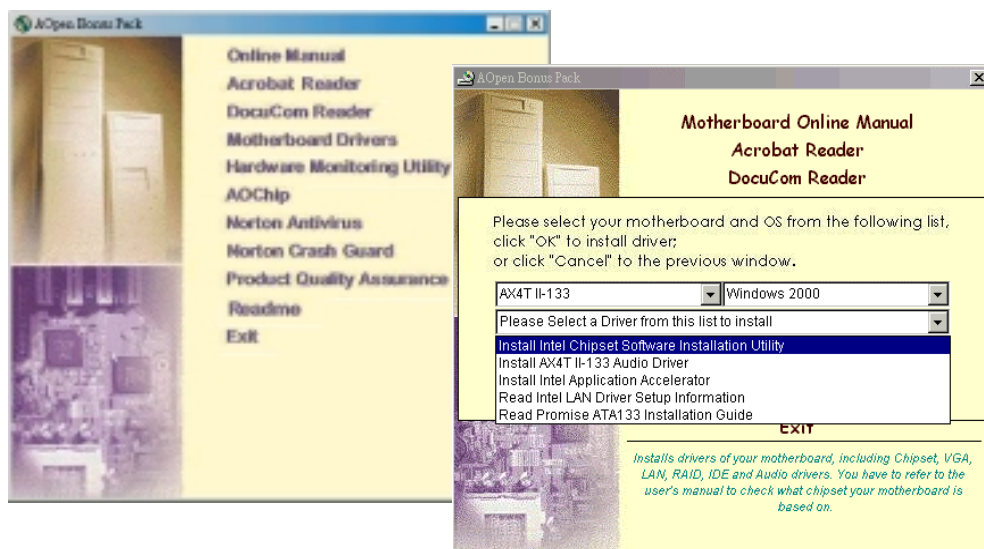 AOpen Bonus Pack
Online Manual
Acrobat Reader
DocuCom Reader
Motherboard Drivers
Hardware Monitoring Utility
AOChip
Norton Antivirus
Norton Crash Guard
Product Quality Assurance
Readme
Exit
AOpen Bonus Pack
Motherboard Online Manual
Acrobat Reader
DocuCom Reader
Please select your motherboard and OS from the following list,
click "OK" to install driver;
or click "Cancel" to the previous window.
AX4T II-133 Windows 2000
Please Select a Driver from this list to install
Install Intel Chipset Software Installation Utility
Install AX4T II-133 Audio Driver
Install Intel Application Accelerator
Read Intel LAN Driver Setup Information
Read Promise ATA133 Installation Guide
Exit
Installs drivers of your motherboard, including Chipset, VGA,
LAN, RAID, IDE and Audio drivers. You have to refer to the
user's manual to check what chipset your motherboard is
based on.